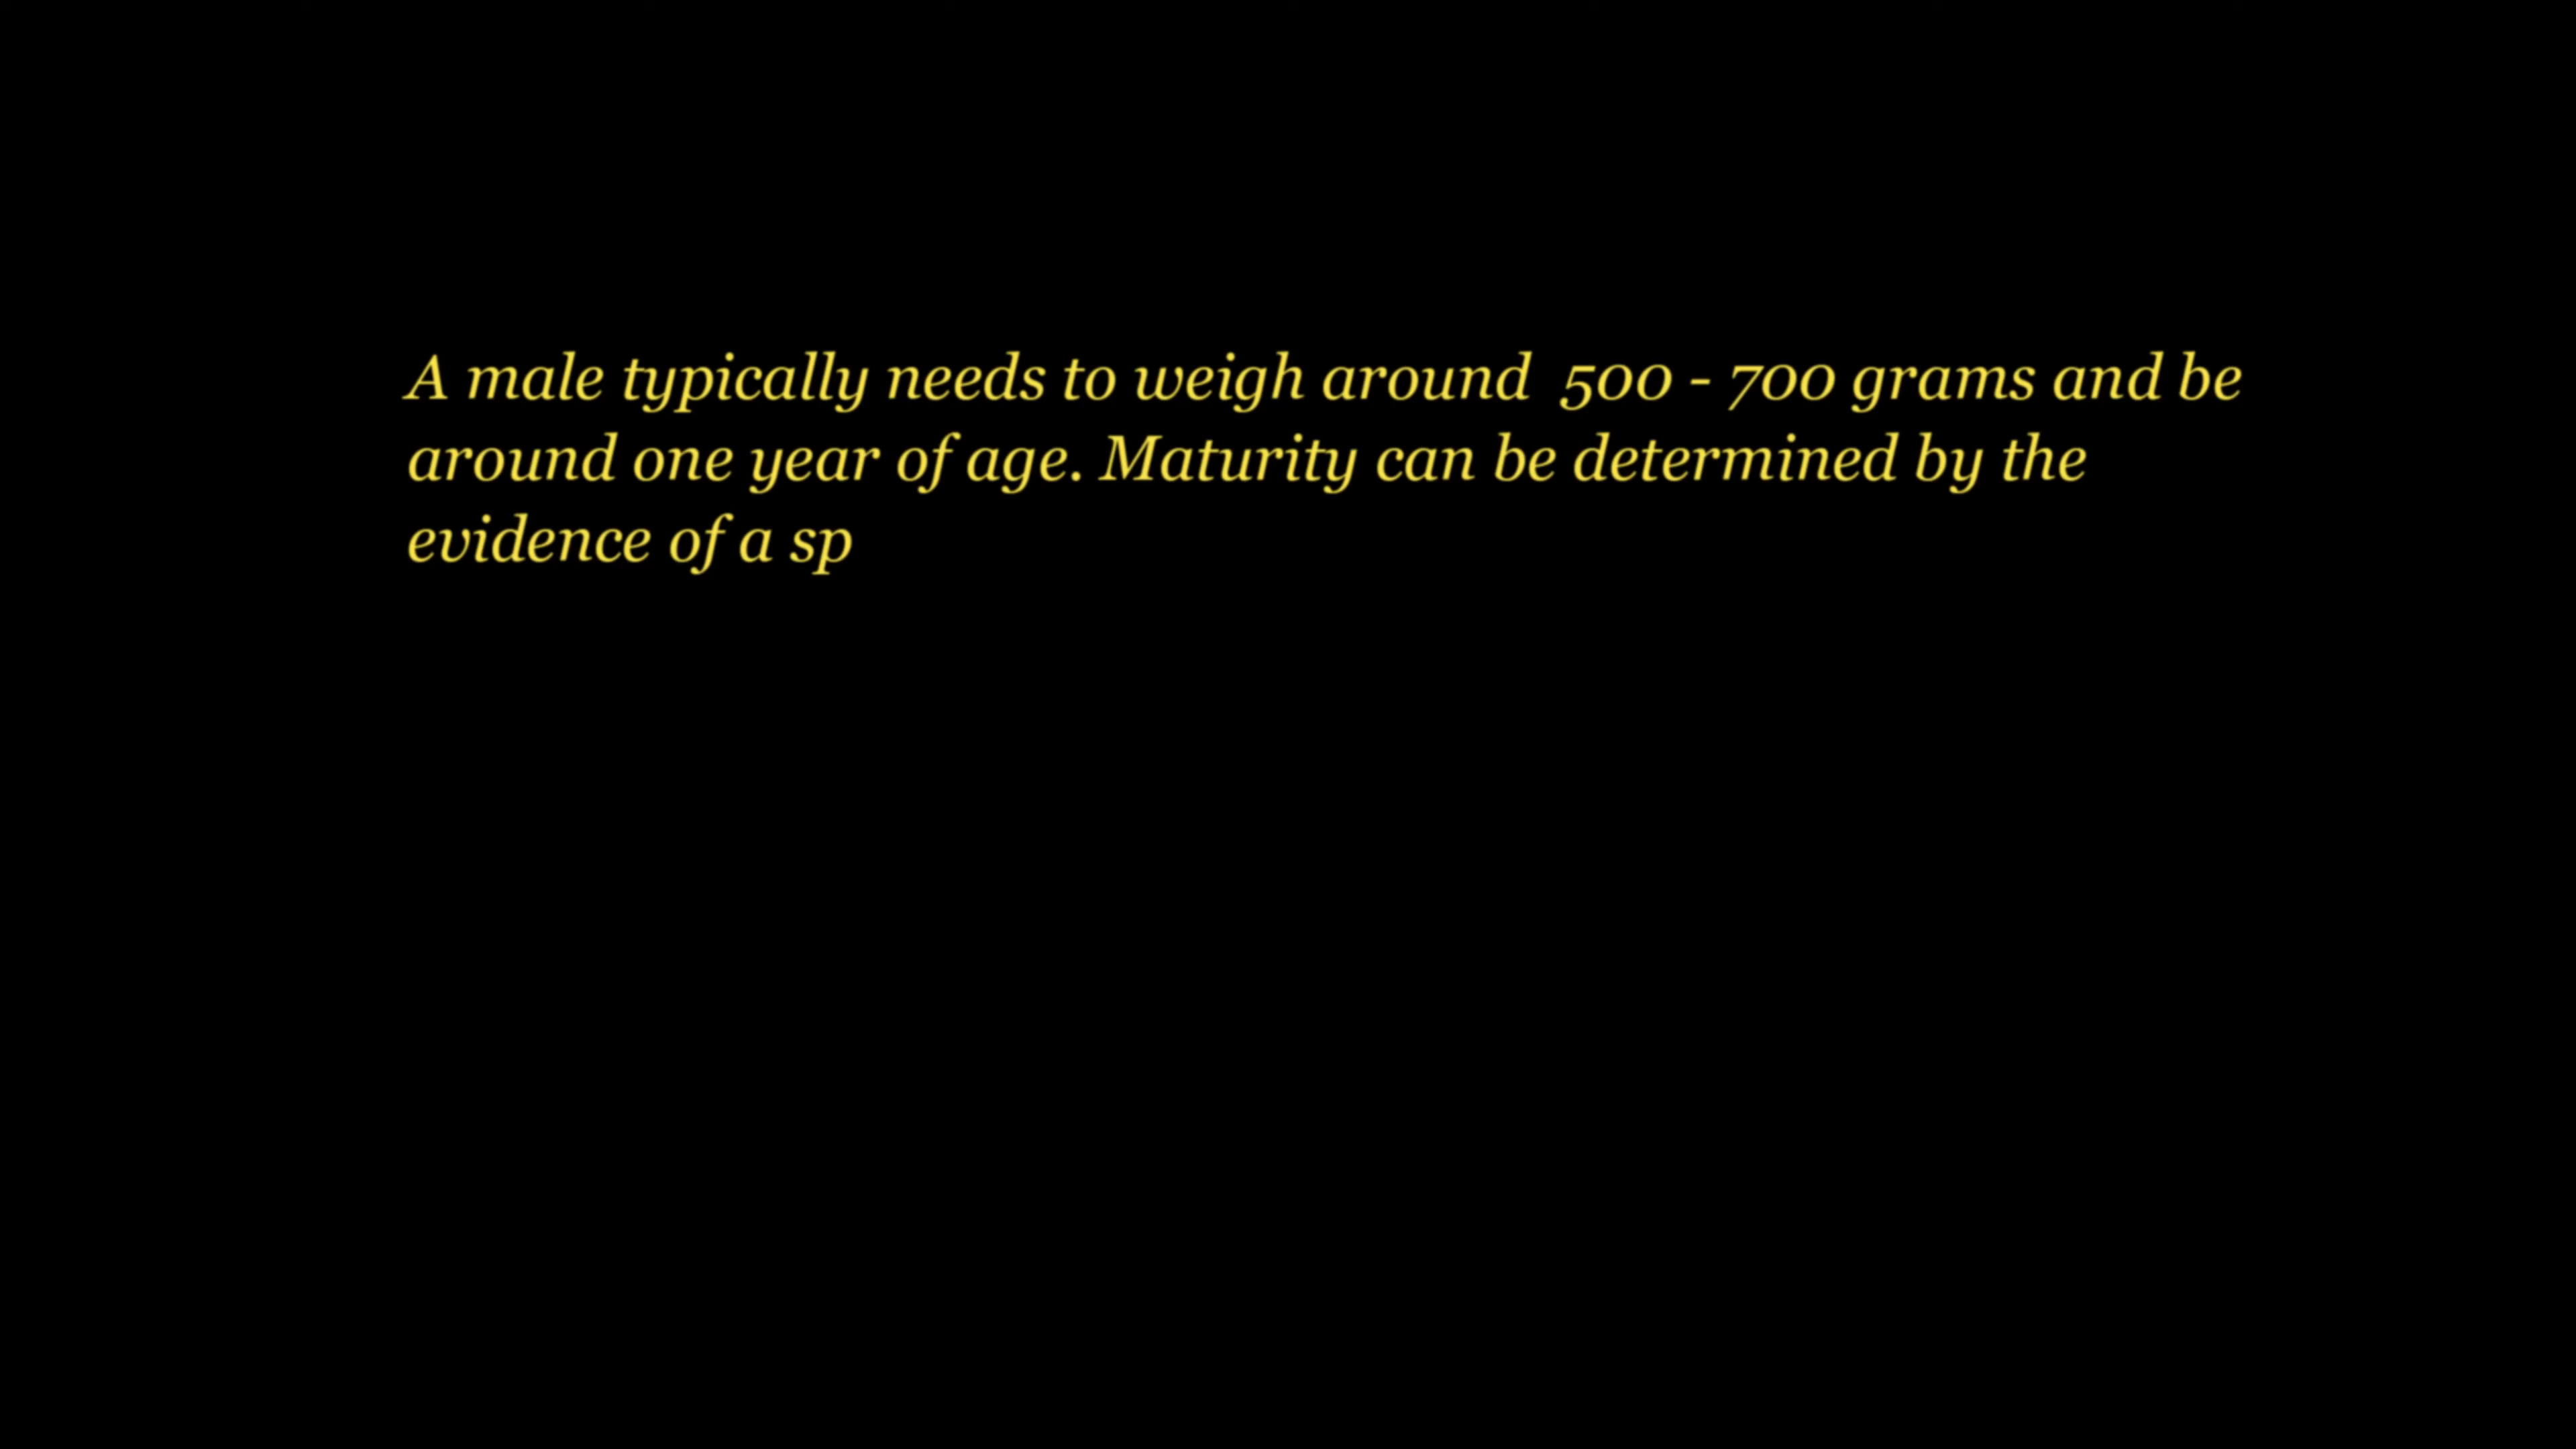 A male typically needs to weigh around  500 - 700 grams and be
around one year of age. Maturity can be determined by the
evidence of a sp